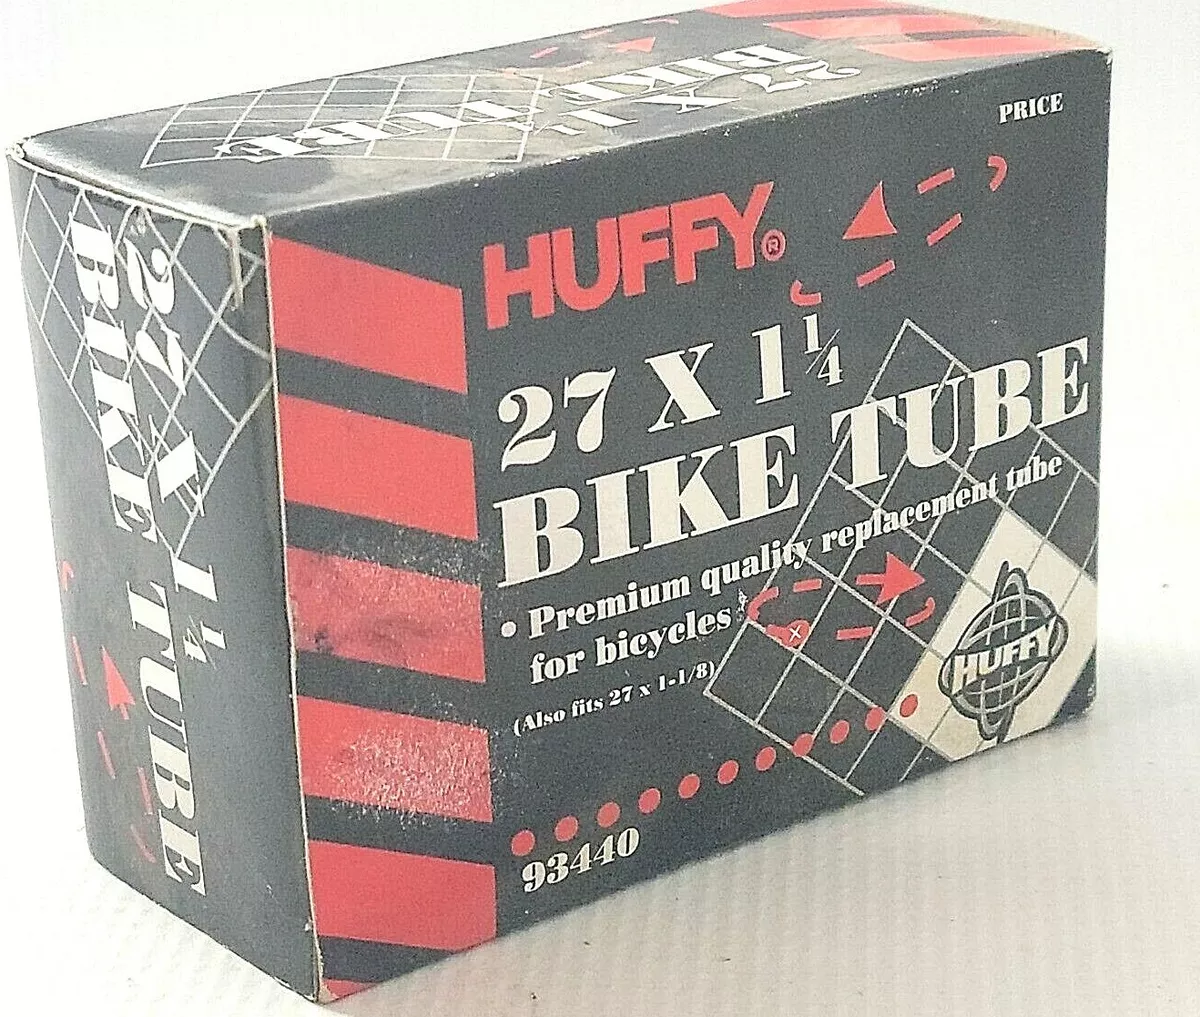 27 X 1 1/4
BIKE TUBE
PRICE
HUFFY®
27 X 1 1/4
BIKE TUBE
• Premium quality replacement tube
for bicycles
(Also fits 27 x 1-1/8)
HUFFY
93440
27 X 1 1/4
BIKE TUBE